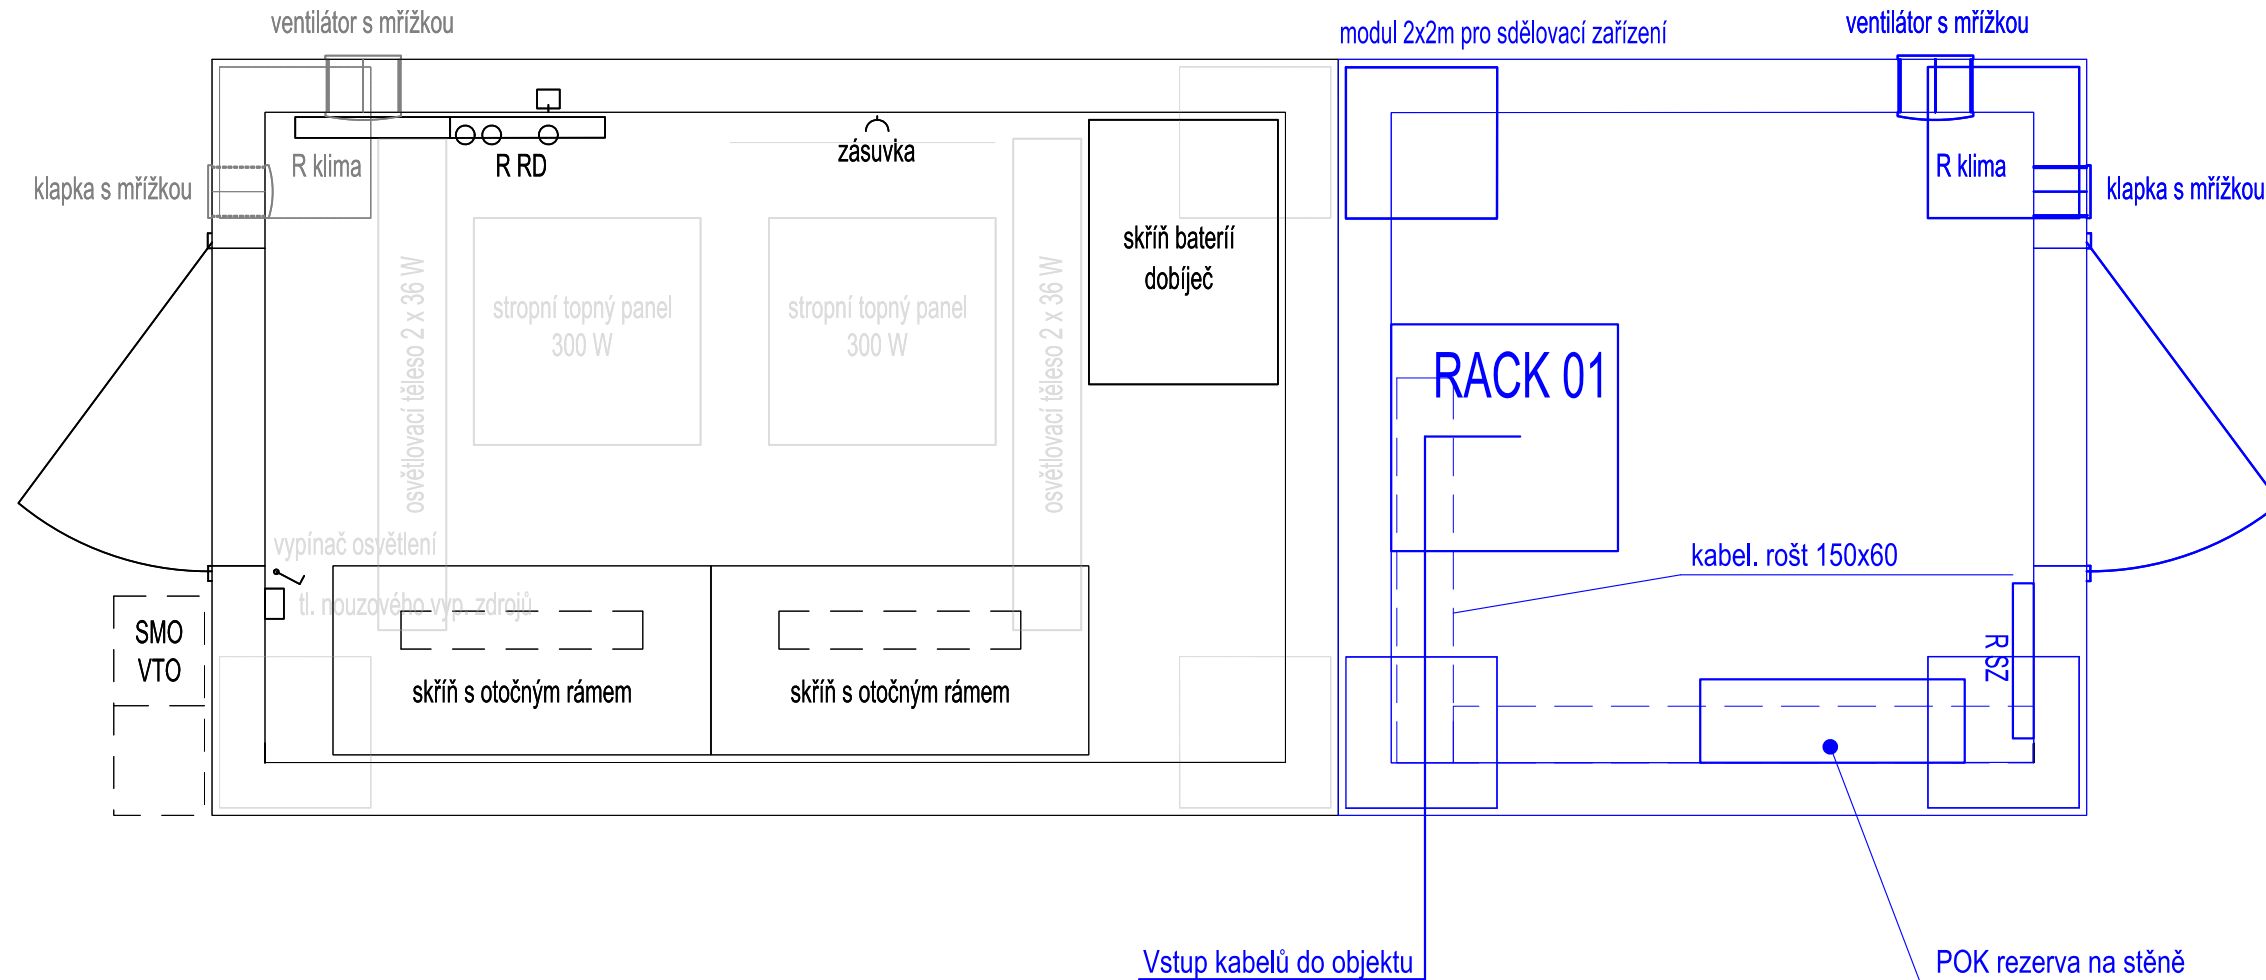 ventilátor s mřížkou
modul 2x2m pro sdělovací zařízení
ventilátor s mřížkou
klapka s mřížkou
R klima
R RD
zásuvka
R klima
klapka s mřížkou
skříň bateríí
dobíječ
osvětlovací těleso 2 x 36 W
stropní topný panel
300 W
stropní topný panel
300 W
osvětlovací těleso 2 x 36 W
RACK 01
vypínač osvětlení
kabel. rošt 150x60
tl. nouzového vyp. zdrojů
SMO
VTO
R SZ
skříň s otočným rámem
skříň s otočným rámem
Vstup kabelů do objektu
POK rezerva na stěně